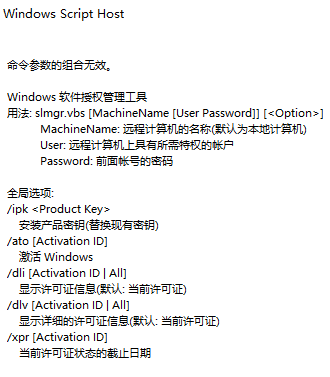 Windows Script Host
命令参数的组合无效。
Windows 软件授权管理工具
用法: slmgr.vbs [MachineName [User Password]] [<Option>]
MachineName: 远程计算机的名称(默认为本地计算机)
User: 远程计算机上具有所需特权的帐户
Password: 前面帐号的密码
全局选项:
/ipk <Product Key>
安装产品密钥(替换现有密钥)
/ato [Activation ID]
激活 Windows
/dli [Activation ID | All]
显示许可证信息(默认: 当前许可证)
/dlv [Activation ID | All]
显示详细的许可证信息(默认: 当前许可证)
/xpr [Activation ID]
当前许可证状态的截止日期